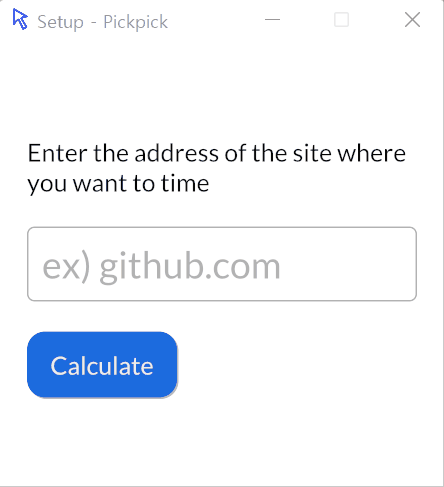 Setup - Pickpick
Enter the address of the site where
you want to time
ex) github.com
Calculate